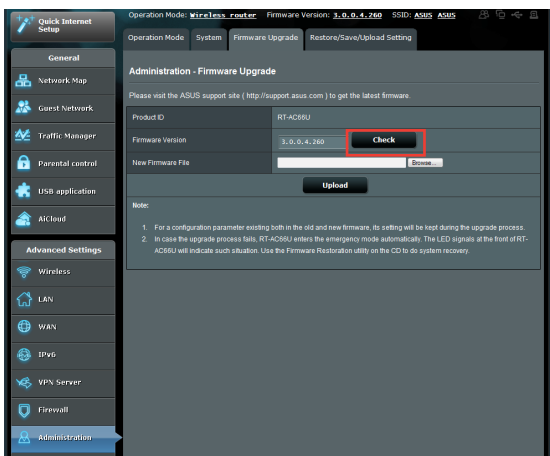 Quick Internet
Setup
Operation Mode: Wireless router Firmware Version: 3.0.0.4.260 SSID: ASUS ASUS
Operation Mode System Firmware Upgrade Restore/Save/Upload Setting
General
Network Map
Guest Network
Traffic Manager
Parental control
USB application
AiCloud
Advanced Settings
Wireless
LAN
WAN
IPv6
VPN Server
Firewall
Administration
Administration - Firmware Upgrade
Please visit the ASUS support site ( http://support.asus.com ) to get the latest firmware.
Product ID RT-AC66U
Firmware Version 3.0.0.4.260 Check
New Firmware File Browse...
Upload
Note:
1. For a configuration parameter existing both in the old and new firmware, its setting will be kept during the upgrade process.
2. In case the upgrade process fails, RT-AC66U enters the emergency mode automatically. The LED signals at the front of RT-
AC66U will indicate such situation. Use the Firmware Restoration utility on the CD to do system recovery.